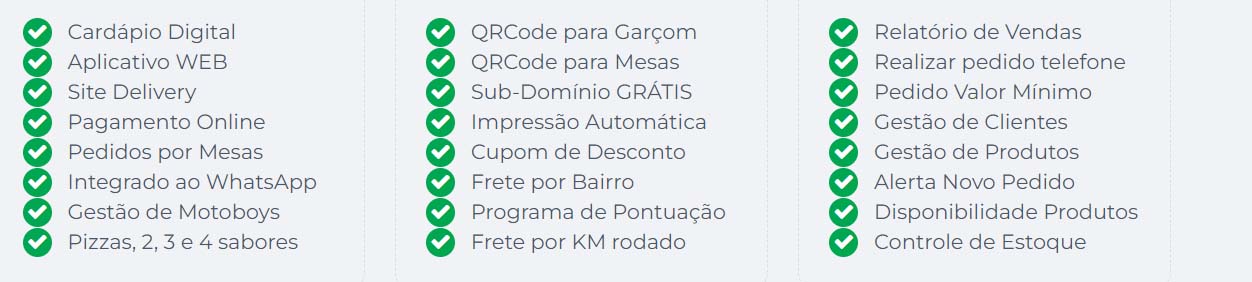 Cardápio Digital
Aplicativo WEB
Site Delivery
Pagamento Online
Pedidos por Mesas
Integrado ao WhatsApp
Gestão de Motoboys
Pizzas, 2, 3 e 4 sabores
QRCode para Garçom
QRCode para Mesas
Sub-Domínio GRÁTIS
Impressão Automática
Cupom de Desconto
Frete por Bairro
Programa de Pontuação
Frete por KM rodado
Relatório de Vendas
Realizar pedido telefone
Pedido Valor Mínimo
Gestão de Clientes
Gestão de Produtos
Alerta Novo Pedido
Disponibilidade Produtos
Controle de Estoque